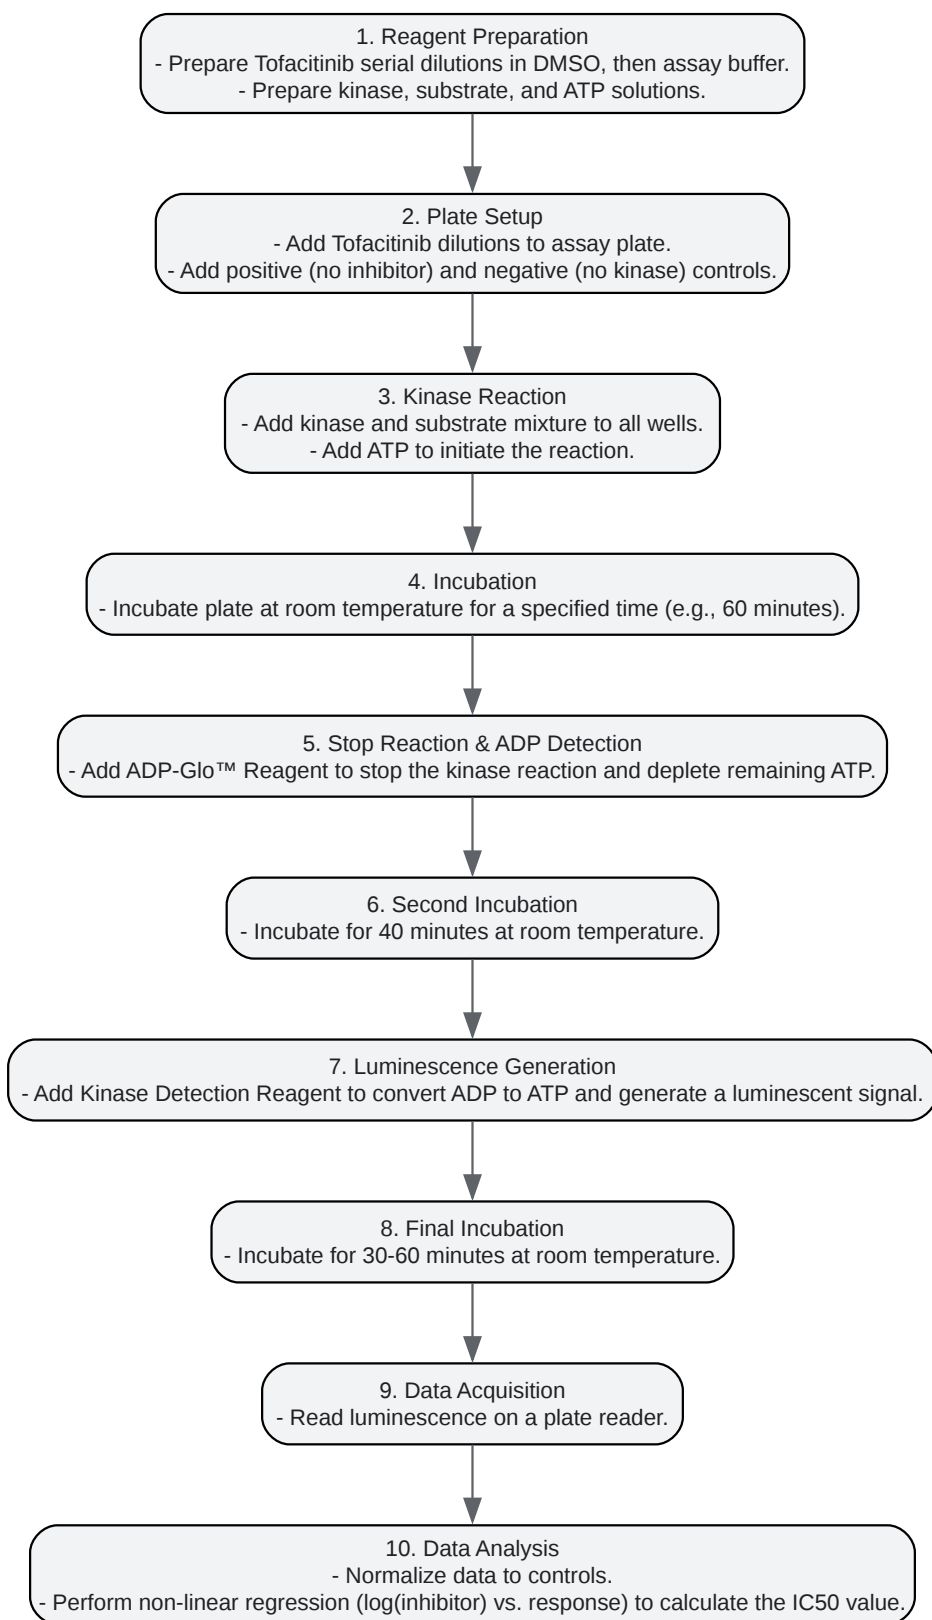 1. Reagent Preparation
- Prepare Tofacitinib serial dilutions in DMSO, then assay buffer.
- Prepare kinase, substrate, and ATP solutions.
2. Plate Setup
- Add Tofacitinib dilutions to assay plate.
- Add positive (no inhibitor) and negative (no kinase) controls.
3. Kinase Reaction
- Add kinase and substrate mixture to all wells.
- Add ATP to initiate the reaction.
4. Incubation
- Incubate plate at room temperature for a specified time (e.g., 60 minutes).
5. Stop Reaction & ADP Detection
- Add ADP-Glo™ Reagent to stop the kinase reaction and deplete remaining ATP.
6. Second Incubation
- Incubate for 40 minutes at room temperature.
7. Luminescence Generation
- Add Kinase Detection Reagent to convert ADP to ATP and generate a luminescent signal.
8. Final Incubation
- Incubate for 30-60 minutes at room temperature.
9. Data Acquisition
- Read luminescence on a plate reader.
10. Data Analysis
- Normalize data to controls.
- Perform non-linear regression (log(inhibitor) vs. response) to calculate the IC50 value.